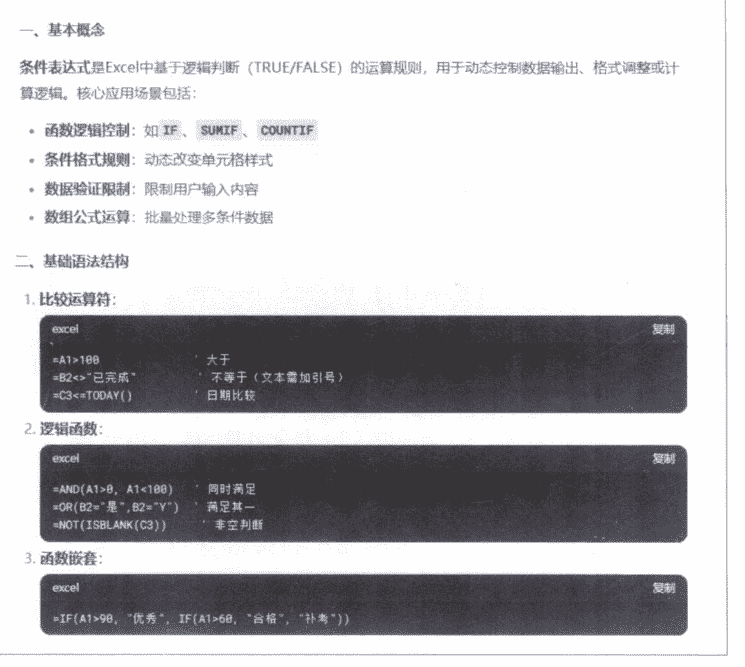 一、基本概念
条件表达式是Excel中基于逻辑判断（TRUE/FALSE）的运算规则，用于动态控制数据输出、格式调整或计
算逻辑。核心应用场景包括：
• 函数逻辑控制：如 IF、 SUMIF、 COUNTIF
• 条件格式规则：动态改变单元格样式
• 数据验证限制：限制用户输入内容
• 数组公式运算：批量处理多条件数据
二、基础语法结构
1. 比较运算符：
excel 复制
=A1>100 ' 大于
=B2<>"已完成" ' 不等于（文本需加引号）
=C3<=TODAY() ' 日期比较
2. 逻辑函数：
excel 复制
=AND(A1>0, A1<100) ' 同时满足
=OR(B2="是",B2="Y") ' 满足其一
=NOT(ISBLANK(C3)) ' 非空判断
3. 函数嵌套：
excel 复制
=IF(A1>90, "优秀", IF(A1>60, "合格", "补考"))